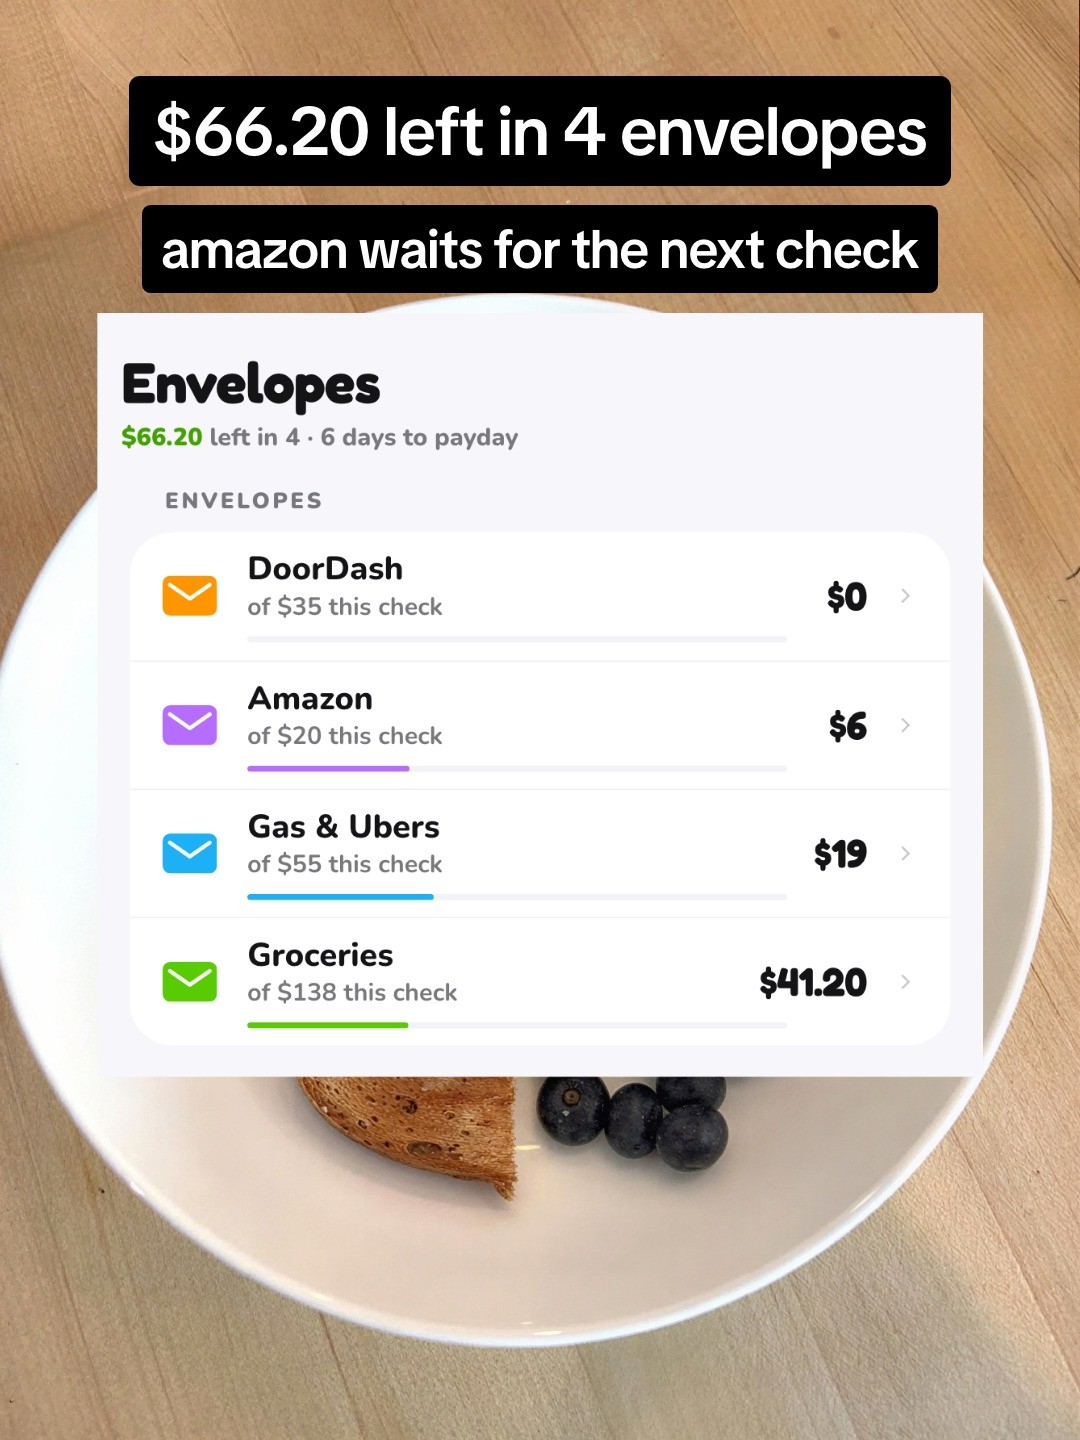 $66.20 left in 4 envelopes
amazon waits for the next check
Envelopes
$66.20 left in 4 · 6 days to payday
ENVELOPES
DoorDash
of $35 this check
$0
Amazon
of $20 this check
$6
Gas & Ubers
of $55 this check
$19
Groceries
of $138 this check
$41.20